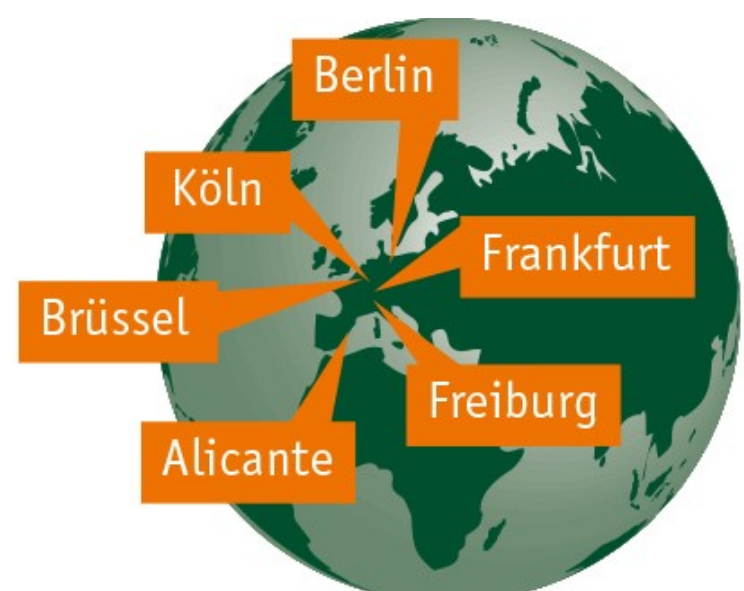 Berlin
Köln
Frankfurt
Brüssel
Freiburg
Alicante